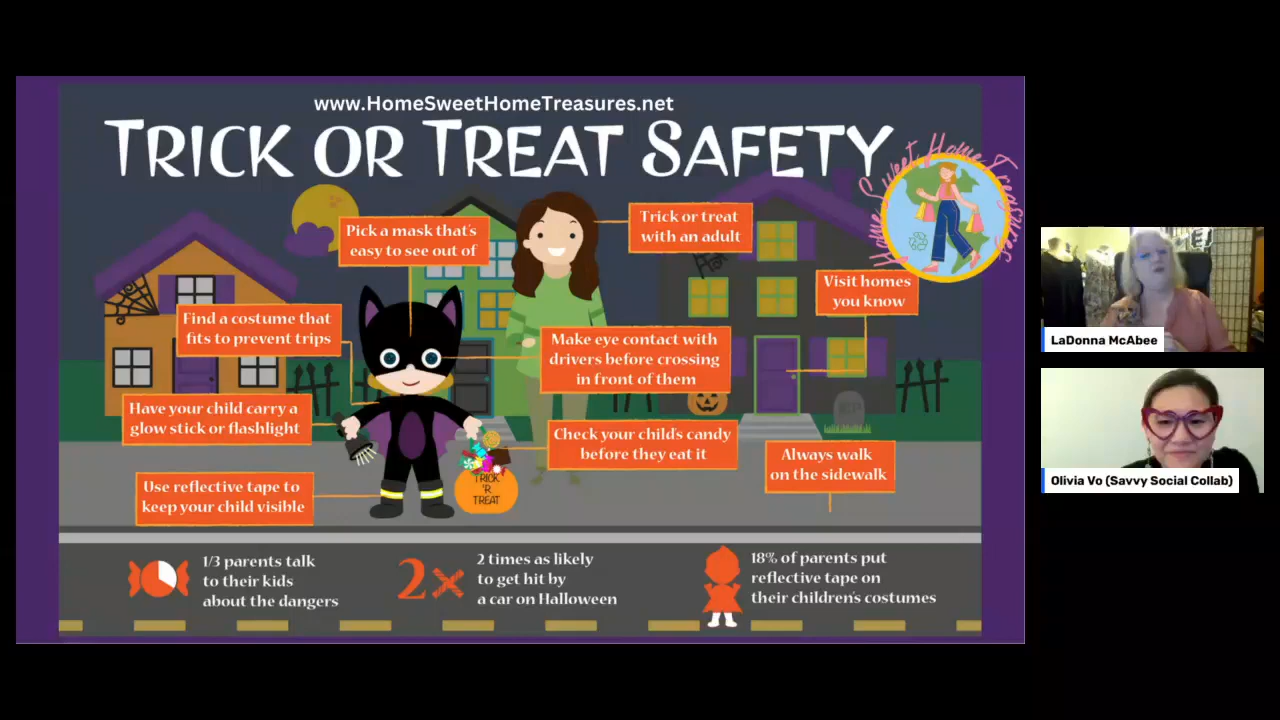 www.HomeSweetHomeTreasures.net
TRICK OR TREAT SAFETY
Home Sweet Home Treasures
Pick a mask that's
easy to see out of
Trick or treat
with an adult
Visit homes
you know
Find a costume that
fits to prevent trips
Make eye contact with
drivers before crossing
in front of them
Have your child carry a
glow stick or flashlight
Check your child's candy
before they eat it
Always walk
on the sidewalk
Use reflective tape to
keep your child visible
TRICK
'R
TREAT
RIP
1/3 parents talk
to their kids
about the dangers
2x
2 times as likely
to get hit by
a car on Halloween
18% of parents put
reflective tape on
their children's costumes
LaDonna McAbee
Olivia Vo (Savvy Social Collab)